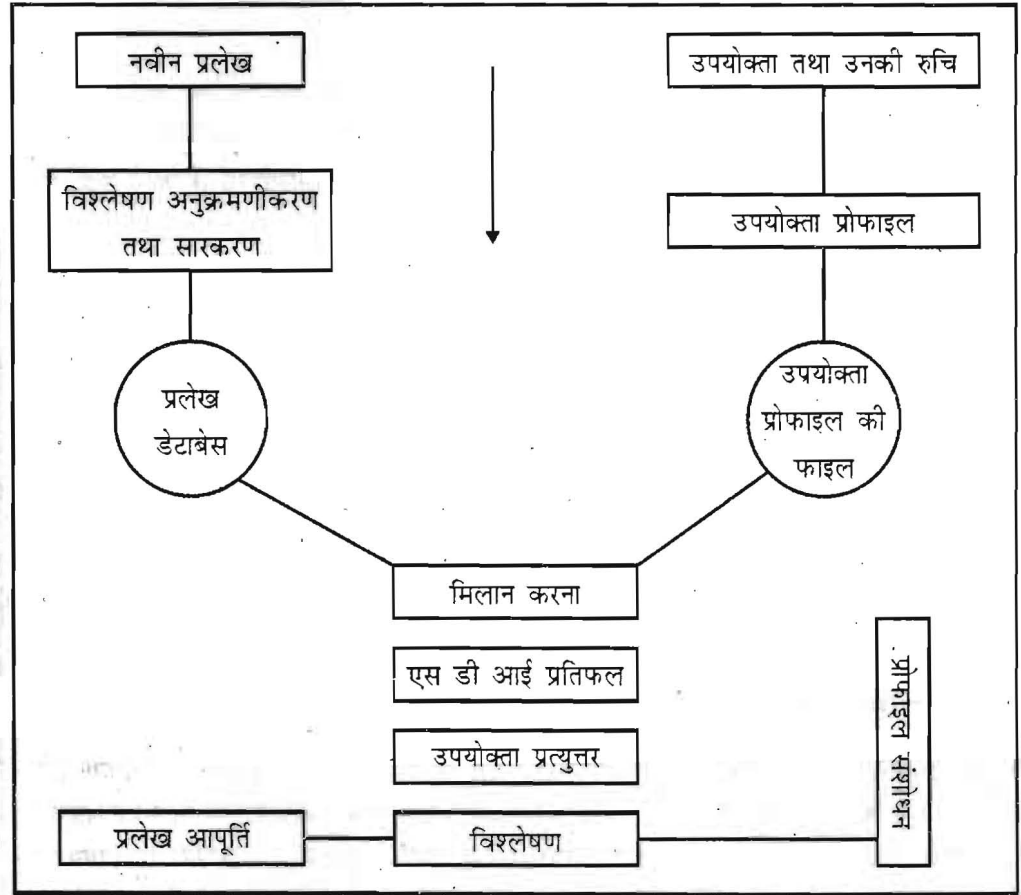 नवीन प्रलेख
उपयोक्ता तथा उनकी रुचि
विश्लेषण अनुक्रमणीकरण
तथा सारकरण
उपयोक्ता प्रोफाइल
प्रलेख
डेटाबेस
उपयोक्ता
प्रोफाइल की
फाइल
मिलान करना
एस डी आई प्रतिफल
उपयोक्ता प्रत्युत्तर
प्रोफाइल संशोधन
प्रलेख आपूर्ति
विश्लेषण